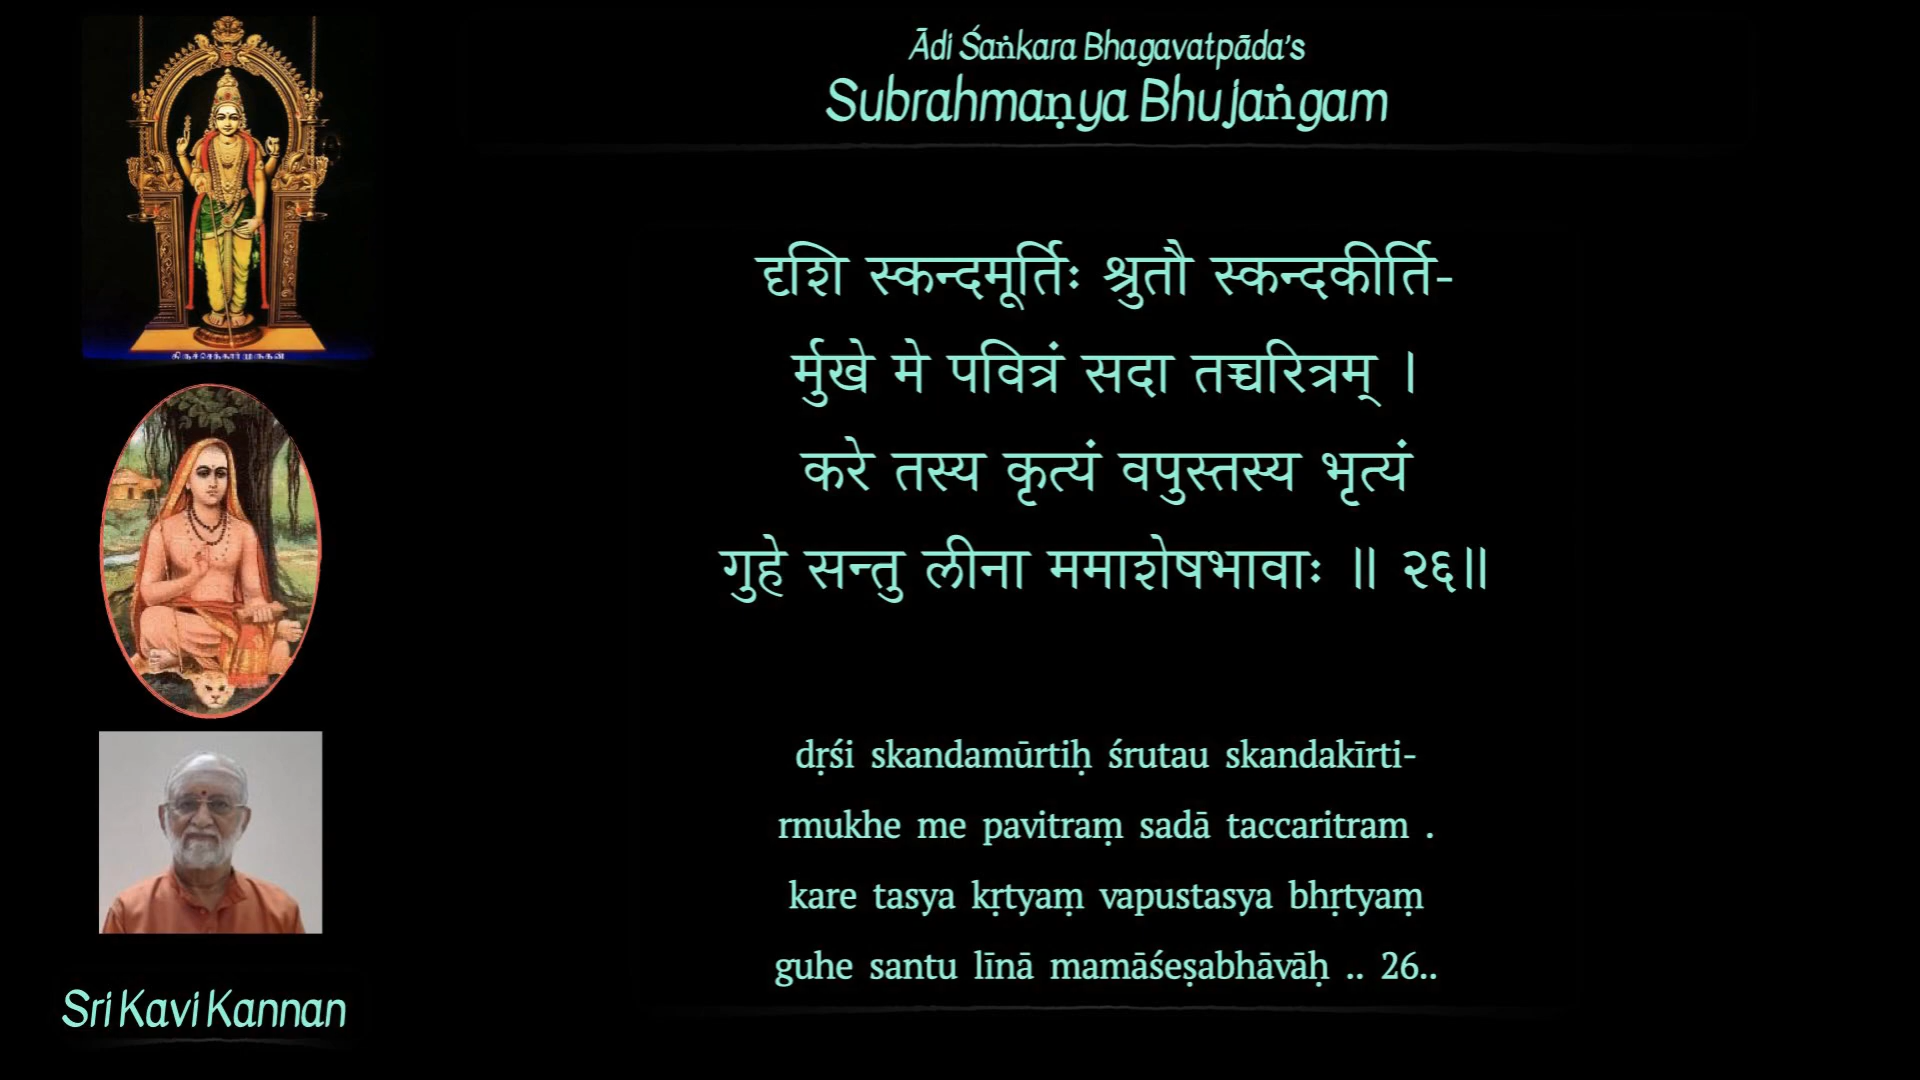 Ādi Śaṅkara Bhagavatpāda's
Subrahmaṇya Bhujaṅgam
दृशि स्कन्दमूर्तिः श्रुतौ स्कन्दकीर्ति-
र्मुखे मे पवित्रं सदा तच्चरित्रम् ।
करे तस्य कृत्यं वपुस्तस्य भृत्यं
गुहे सन्तु लीना ममाशेषभावाः ॥ २६॥
dṛśi skandamūrtiḥ śrutau skandakīrti-
rmukhe me pavitraṃ sadā taccaritram .
kare tasya kṛtyaṃ vapustasya bhṛtyaṃ
guhe santu līnā mamāśeṣabhāvāḥ .. 26..
Sri Kavi Kannan